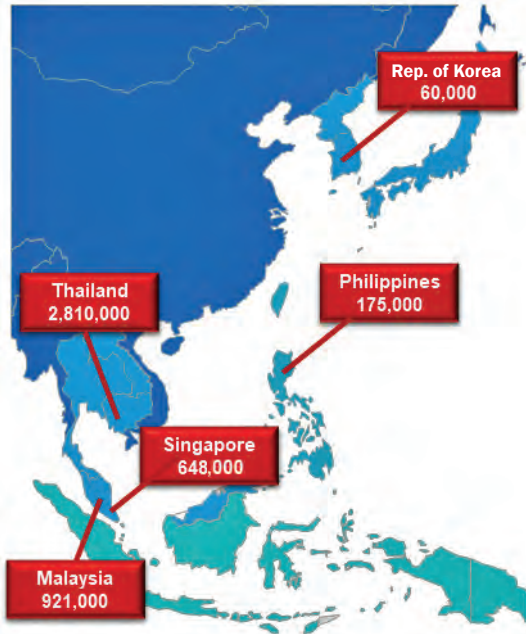 Rep. of Korea
60,000
Philippines
175,000
Thailand
2,810,000
Singapore
648,000
Malaysia
921,000